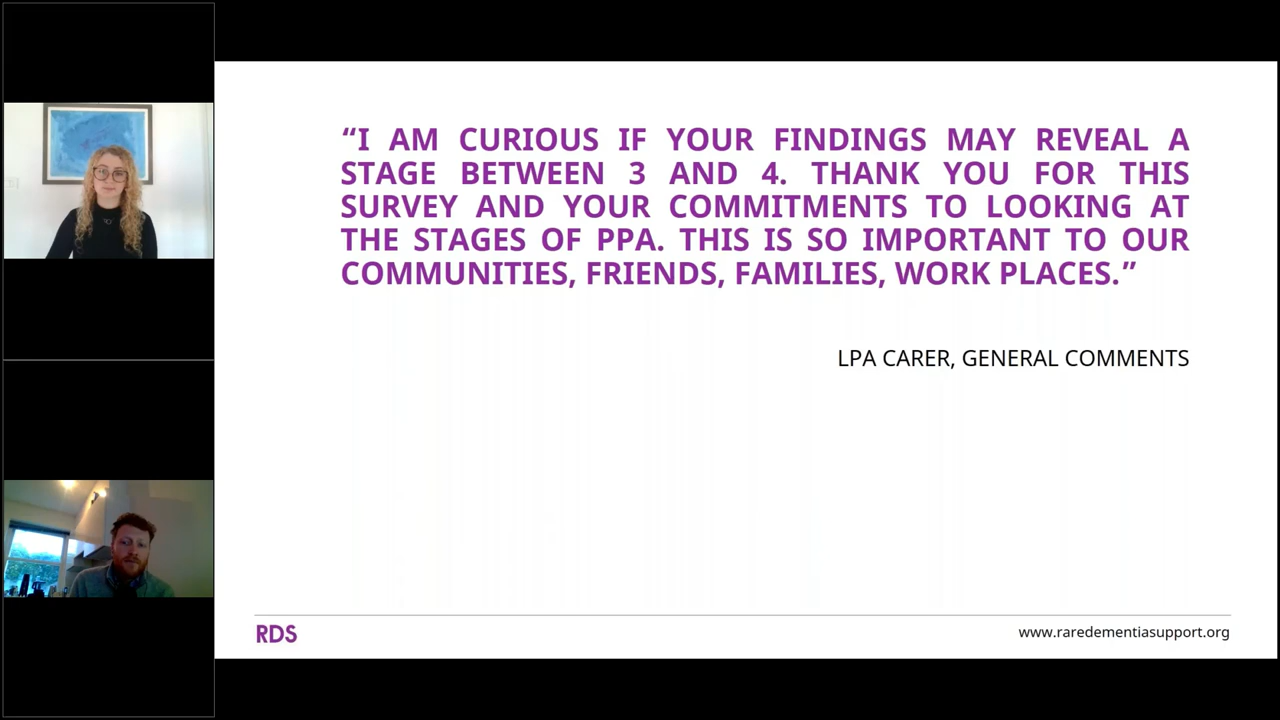 “I AM CURIOUS IF YOUR FINDINGS MAY REVEAL A
STAGE BETWEEN 3 AND 4. THANK YOU FOR THIS
SURVEY AND YOUR COMMITMENTS TO LOOKING AT
THE STAGES OF PPA. THIS IS SO IMPORTANT TO OUR
COMMUNITIES, FRIENDS, FAMILIES, WORK PLACES.”
LPA CARER, GENERAL COMMENTS
RDS
www.raredementiasupport.org